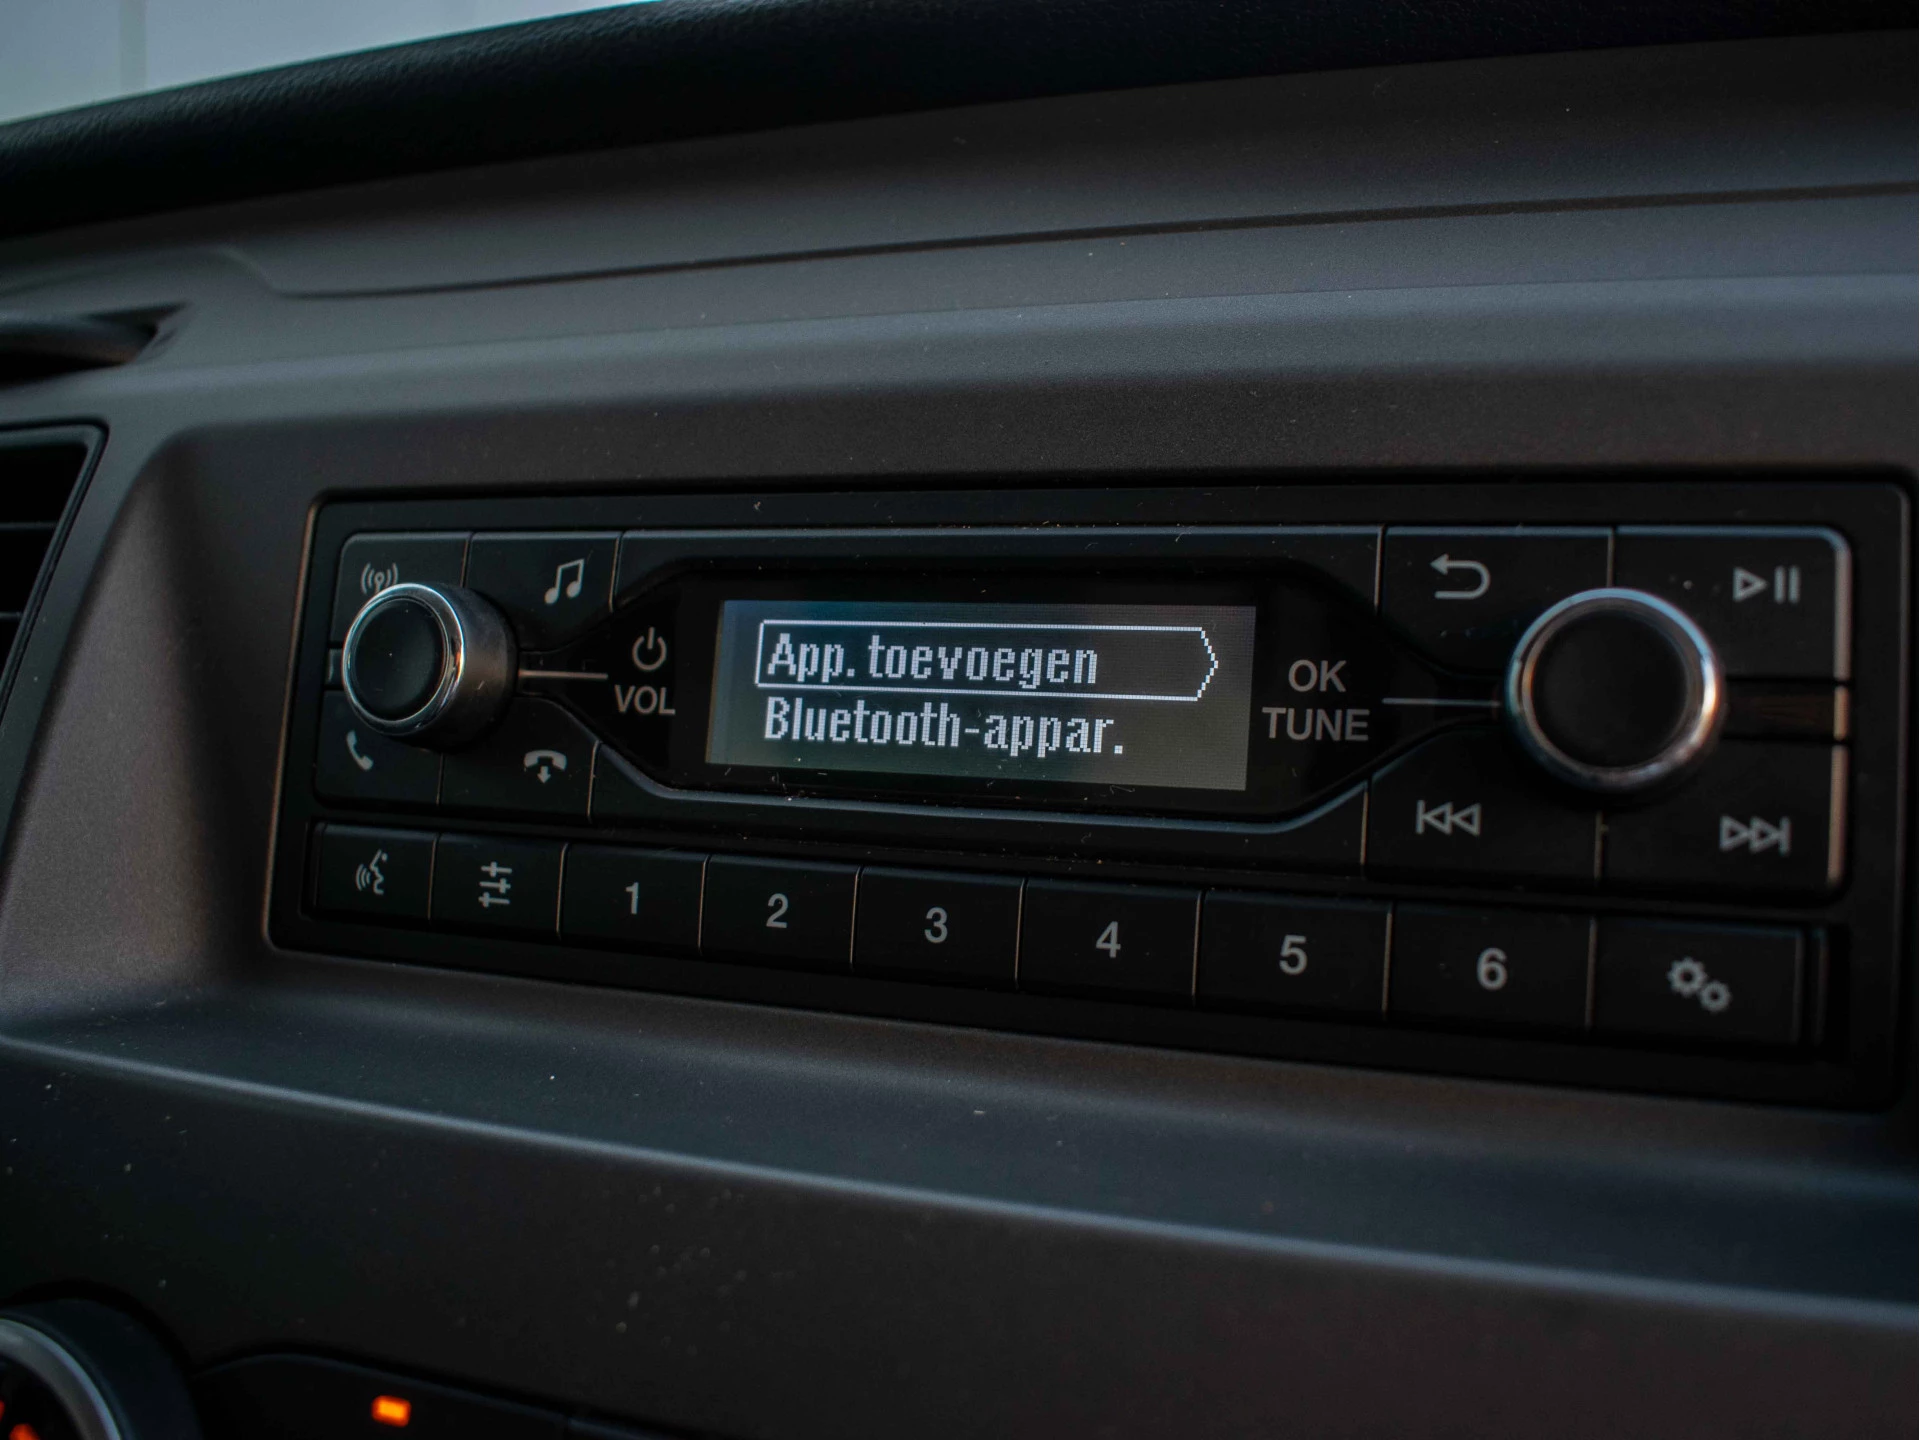 App. toevoegen
Bluetooth-appar.
VOL
OK
TUNE
1 2 3 4 5 6